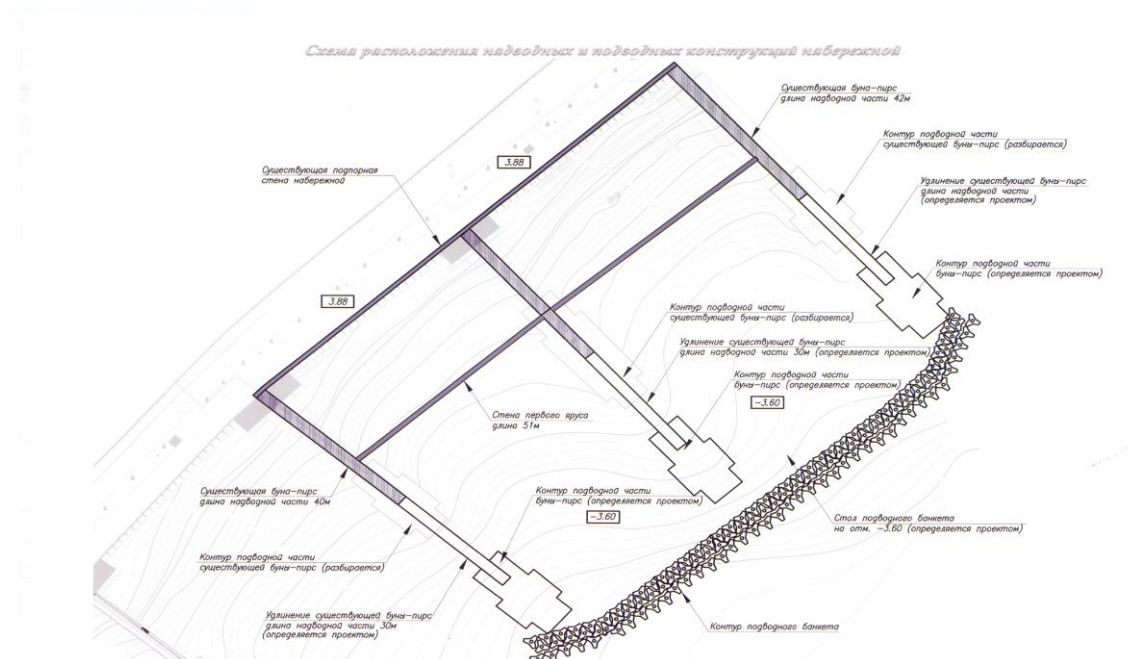 Схема расположения надводных и подводных конструкций набережной
Существующая буна-пирс
длина надводной части 42м
Контур подводной части
существующей буны-пирс (разбирается)
3.88
Существующая подпорная
стена набережной
Удлинение существующей буны-пирс
длина надводной части
(определяется проектом)
Контур подводной части
буны-пирс (определяется проектом)
3.88
Контур подводной части
существующей буны-пирс (разбирается)
Удлинение существующей буны-пирс
длина надводной части 30м (определяется проектом)
Контур подводной части
буны-пирс (определяется проектом)
-3.60
Стена первого яруса
длина 51м
Существующая буна-пирс
длина надводной части 40м
Контур подводной части
буны-пирс (определяется проектом)
-3.60
Стол подводного банкета
на отм. -3.60 (определяется проектом)
Контур подводной части
существующей буны-пирс (разбирается)
Удлинение существующей буны-пирс
длина надводной части 30м
(определяется проектом)
Контур подводного банкета